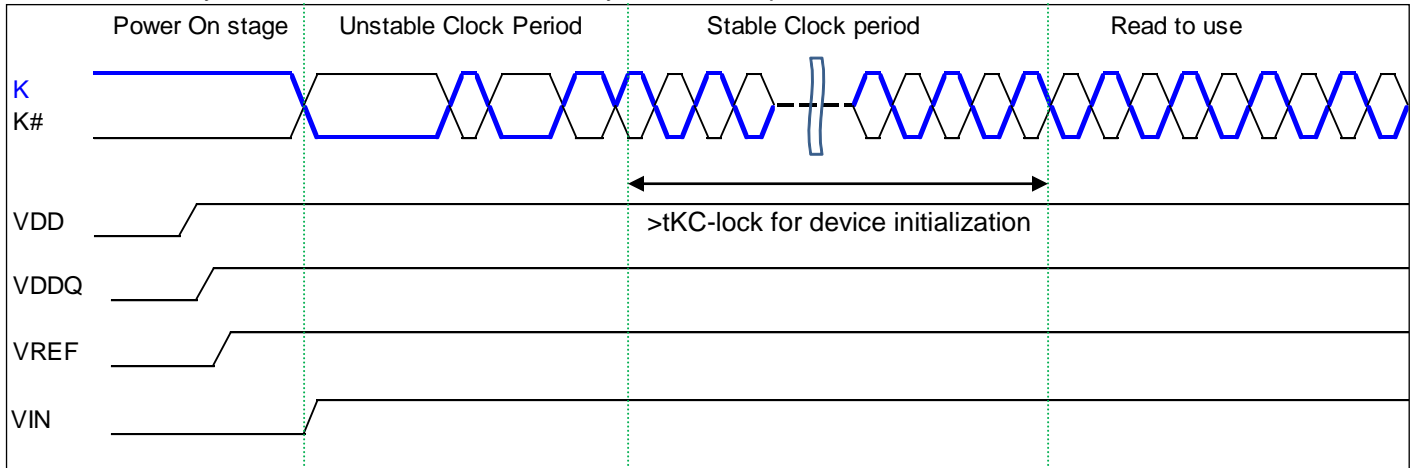 Power On stage
Unstable Clock Period
Stable Clock period
Read to use
K
K#
VDD
>tKC-lock for device initialization
VDDQ
VREF
VIN